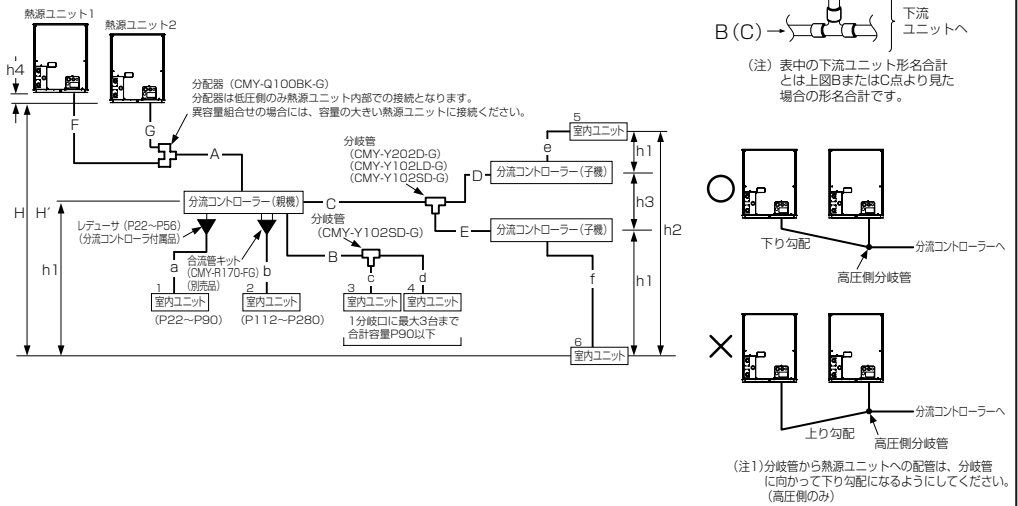 熱源ユニット1
熱源ユニット2
h4
F
G
A
H
H´
h1
分配器（CMY-Q100BK-G）
分配器は低圧側のみ熱源ユニット内部での接続となります。
異容量組合せの場合には、容量の大きい熱源ユニットに接続ください。
分流コントローラー（親機）
レデューサ（P22～P56）
（分流コントローラ付属品）
a
合流管キット
（CMY-R170-FG）
（別売品）
b
1
室内ユニット
（P22～P90）
2
室内ユニット
（P112～P280）
C
B
分岐管
（CMY-Y102SD-G）
c
d
3
室内ユニット
4
室内ユニット
1分岐口に最大3台まで
合計容量P90以下
分岐管
（CMY-Y202D-G）
（CMY-Y102LD-G）
（CMY-Y102SD-G）
D
E
5
室内ユニット
e
分流コントローラー（子機）
分流コントローラー（子機）
f
6
室内ユニット
h1
h3
h2
h1
B(C)
下流
ユニットへ
（注）表中の下流ユニット形名合計
とは上図BまたはC点より見た
場合の形名合計です。
○
下り勾配
分流コントローラーへ
高圧側分岐管
×
上り勾配
分流コントローラーへ
高圧側分岐管
（注1）分岐管から熱源ユニットへの配管は、分岐管
に向かって下り勾配になるようにしてください。
（高圧側のみ）